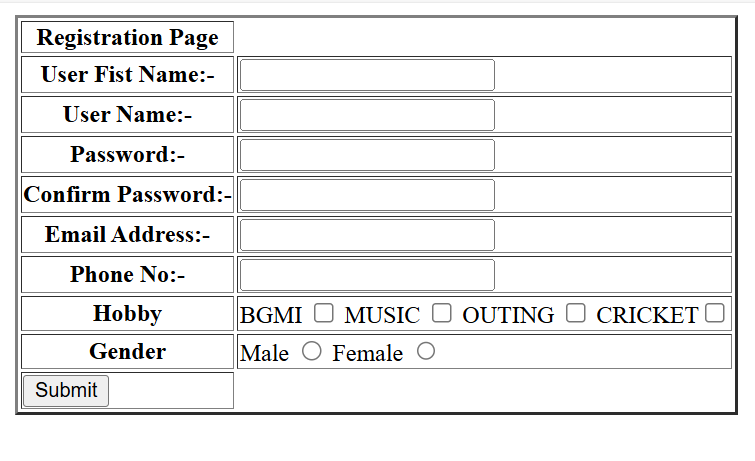 Registration Page
User Fist Name:-
User Name:-
Password:-
Confirm Password:-
Email Address:-
Phone No:-
Hobby BGMI MUSIC OUTING CRICKET
Gender Male Female
Submit